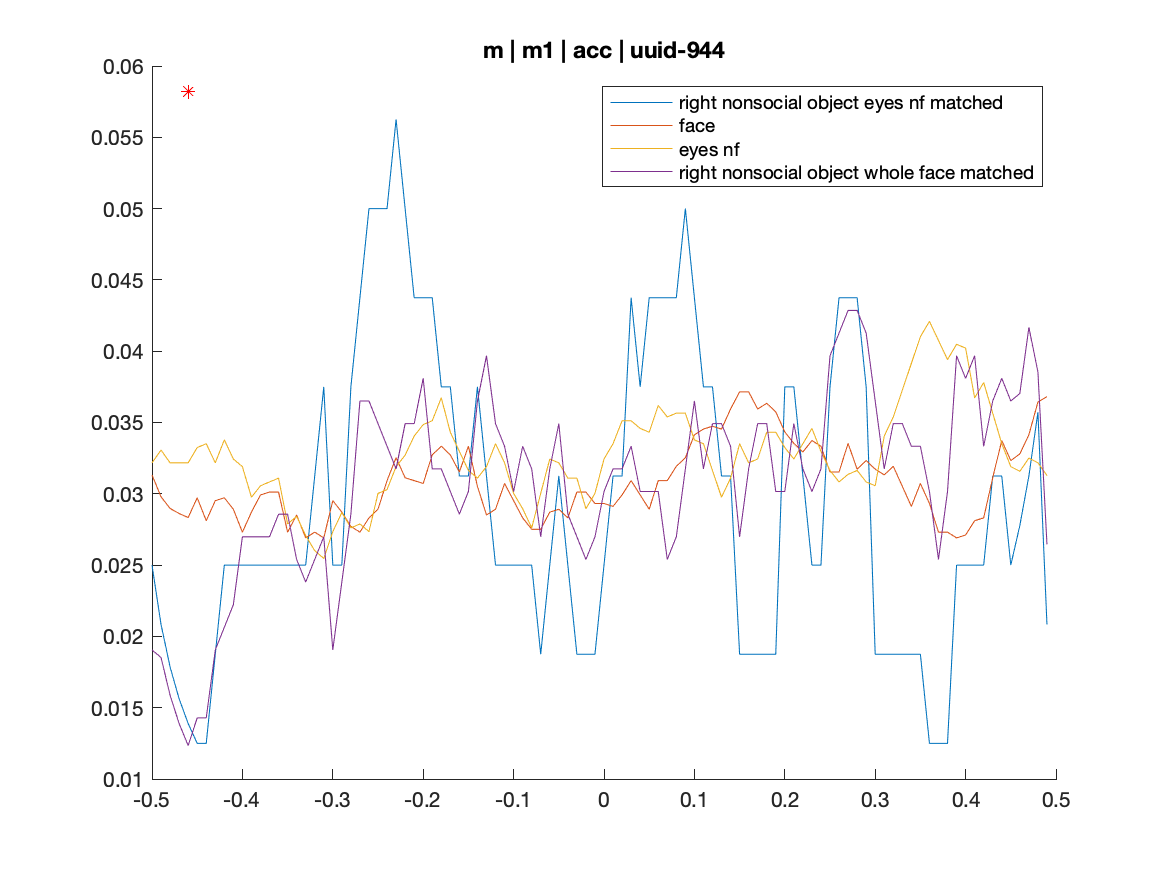 m | m1 | acc | uuid-944
0.06
0.055
0.05
0.045
0.04
0.035
0.03
0.025
0.02
0.015
0.01
right nonsocial object eyes nf matched
face
eyes nf
right nonsocial object whole face matched
-0.5 -0.4 -0.3 -0.2 -0.1 0 0.1 0.2 0.3 0.4 0.5